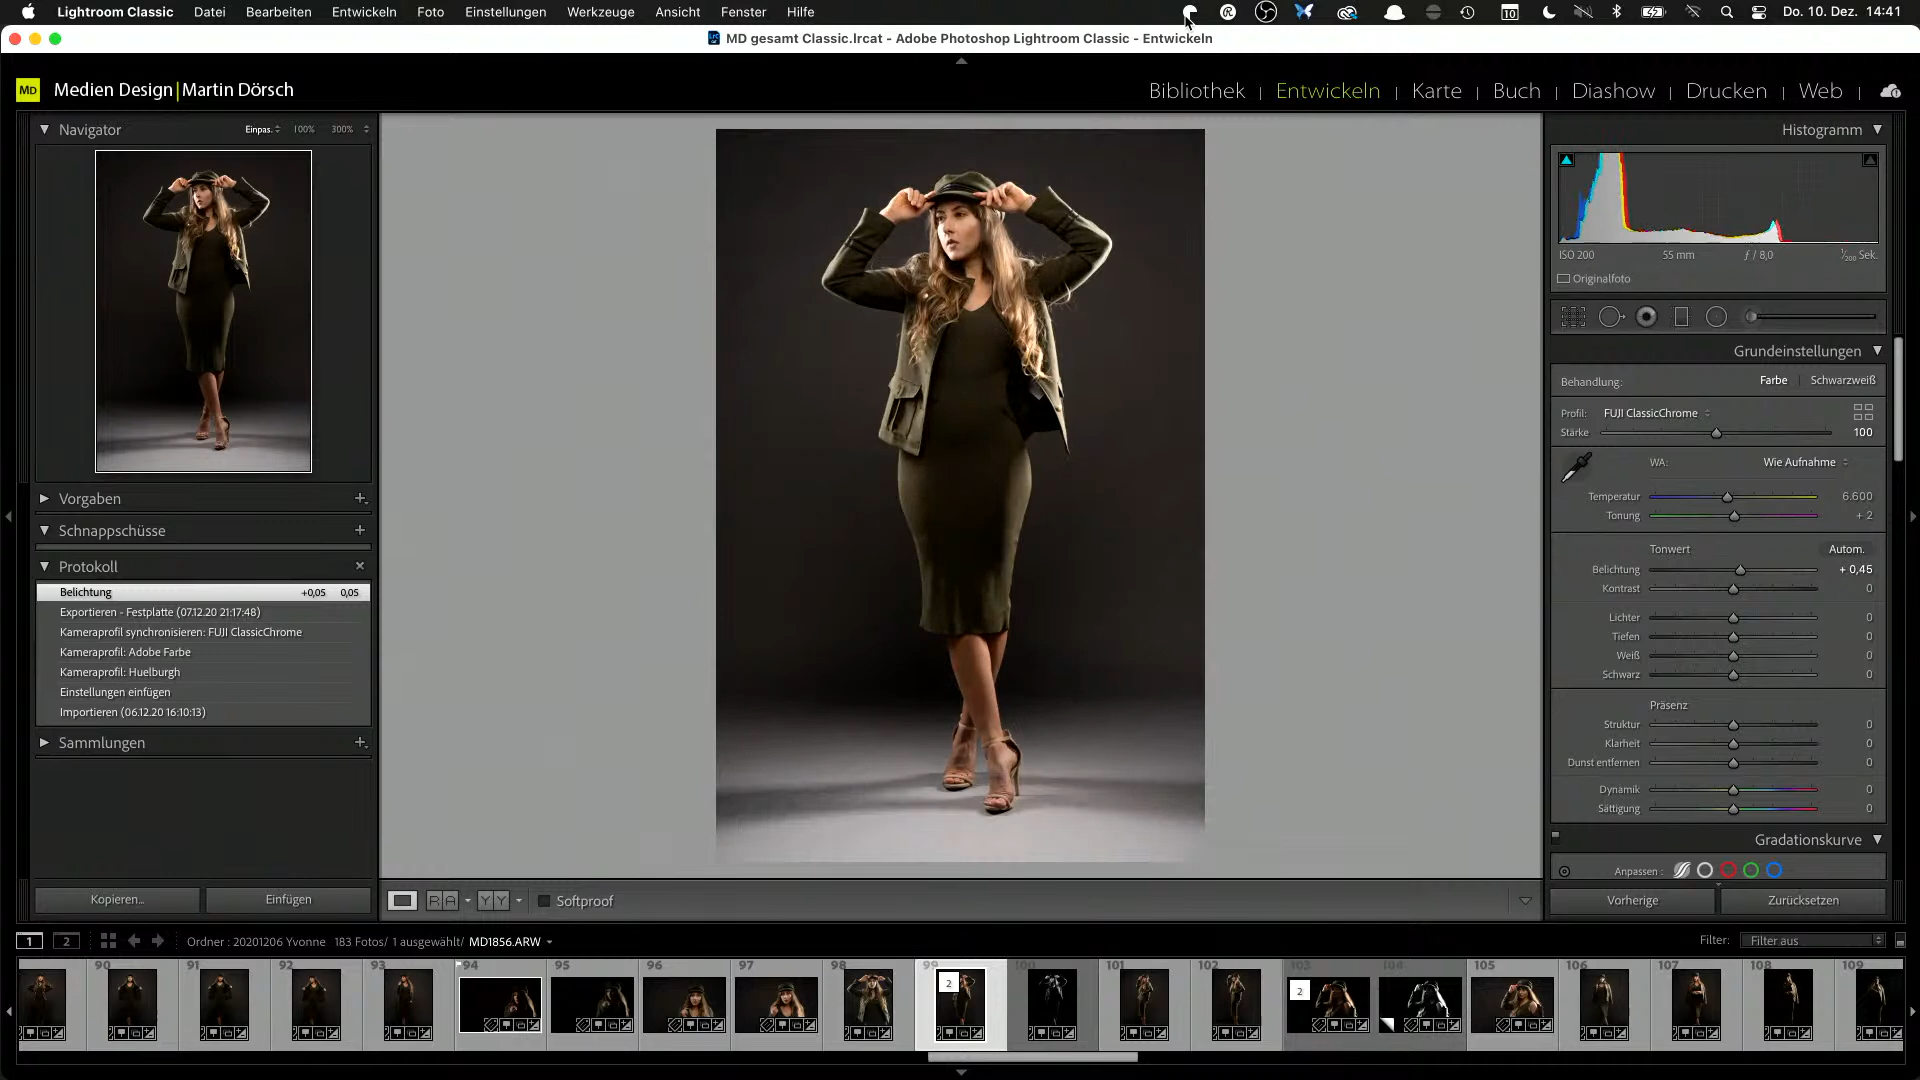 Lightroom Classic Datei Bearbeiten Entwickeln Foto Einstellungen Werkzeuge Ansicht Fenster Hilfe 10 Do. 10. Dez. 14:41
MD gesamt Classic.lrcat - Adobe Photoshop Lightroom Classic - Entwickeln
MD Medien Design|Martin Dörsch
Bibliothek | Entwickeln | Karte | Buch | Diashow | Drucken | Web |
Navigator Einpas. 100% 300%
Vorgaben
Schnappschüsse
Protokoll
Belichtung +0,05 0,05
Exportieren - Festplatte (07.12.20 21:17:48)
Kameraprofil synchronisieren: FUJI ClassicChrome
Kameraprofil: Adobe Farbe
Kameraprofil: Huelburgh
Einstellungen einfügen
Importieren (06.12.20 16:10:13)
Sammlungen
Kopieren... Einfügen
R A Y Y Softproof
Histogramm
ISO 200 55 mm ƒ / 8,0 1/200 Sek.
Originalfoto
Grundeinstellungen
Behandlung: Farbe | Schwarzweiß
Profil: FUJI ClassicChrome
Stärke 100
WA: Wie Aufnahme
Temperatur 6.600
Tonung + 2
Tonwert Autom.
Belichtung + 0,45
Kontrast 0
Lichter 0
Tiefen 0
Weiß 0
Schwarz 0
Präsenz
Struktur 0
Klarheit 0
Dunst entfernen 0
Dynamik 0
Sättigung 0
Gradationskurve
Anpassen :
Vorherige Zurücksetzen
1 2 Ordner : 20201206 Yvonne 183 Fotos/ 1 ausgewählt/ MD1856.ARW Filter: Filter aus
90 91 92 93 94 95 96 97 98 99 100 101 102 103 104 105 106 107 108 109
2 2